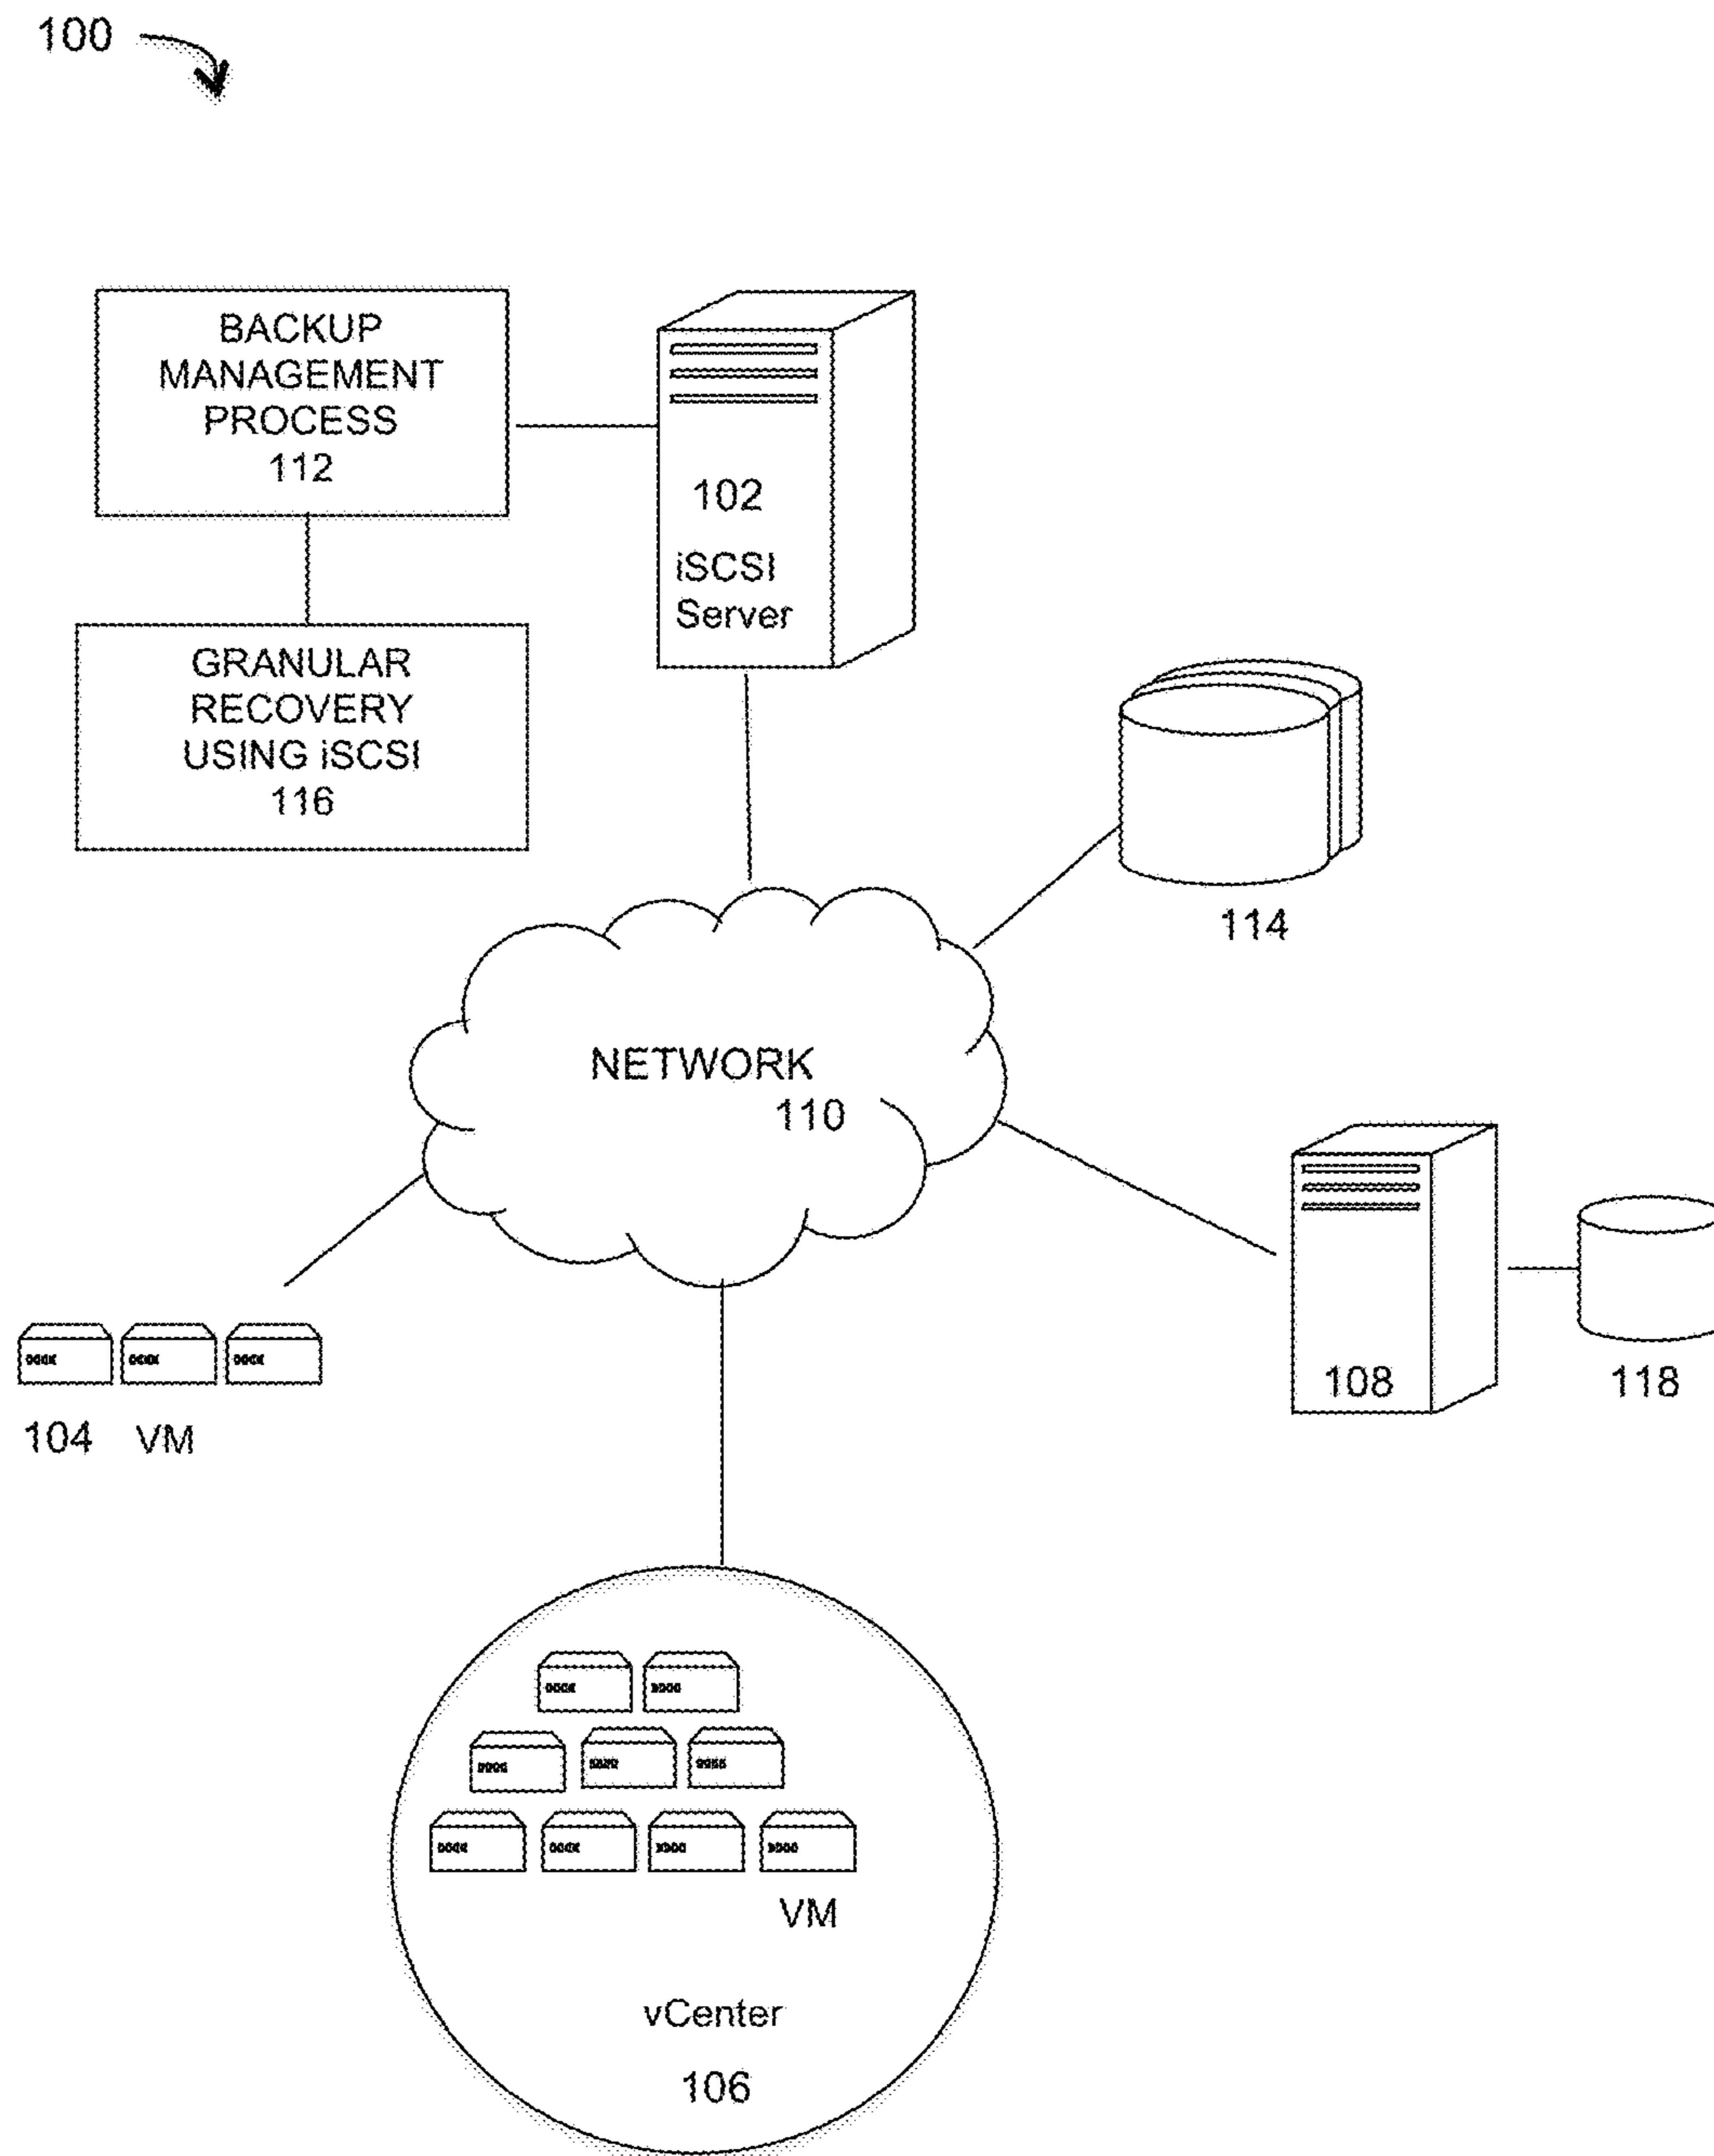 100
BACKUP
MANAGEMENT
PROCESS
112
102
iSCSI
Server
GRANULAR
RECOVERY
USING iSCSI
116
114
NETWORK
110
108
118
104 VM
VM
vCenter
106